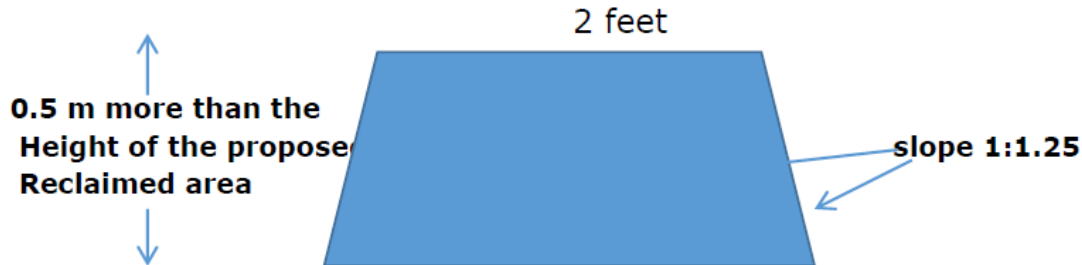 2 feet
0.5 m more than the
Height of the propose
Reclaimed area
slope 1:1.25